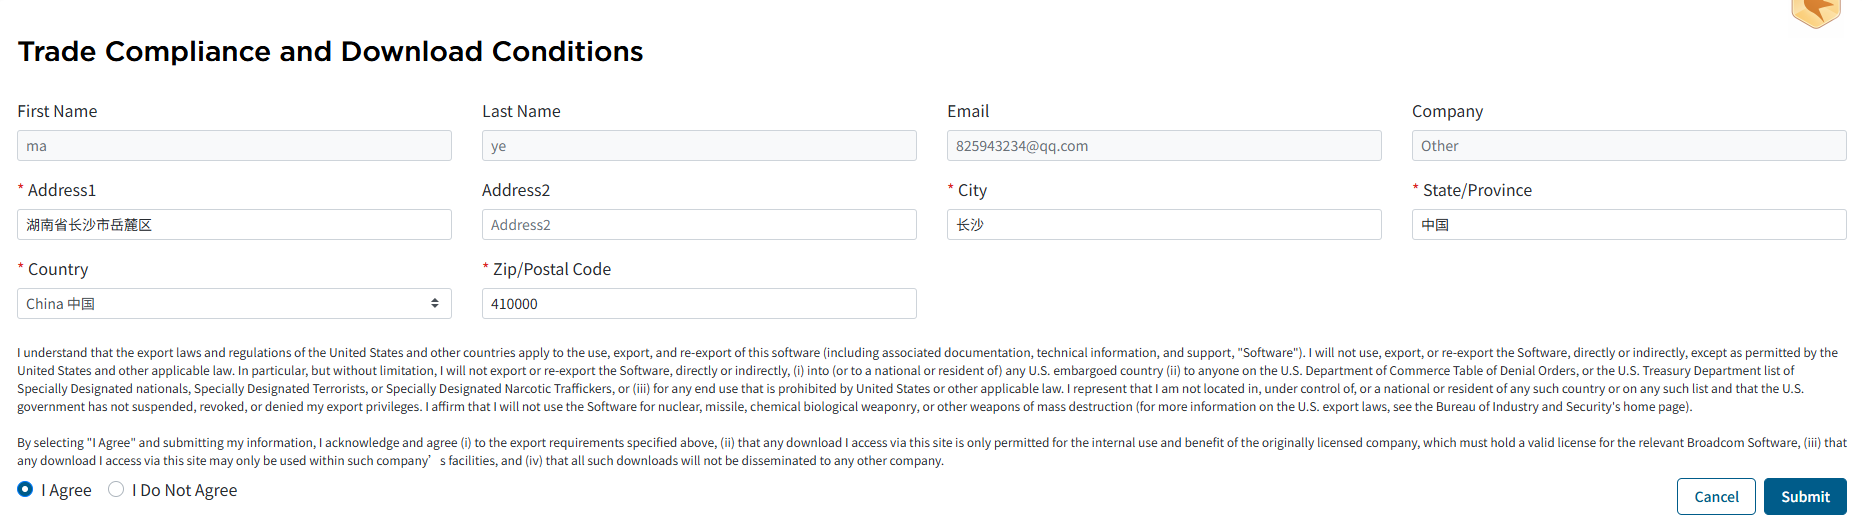 Trade Compliance and Download Conditions
First Name
Last Name
Email
Company
ma
ye
825943234@qq.com
Other
* Address1
Address2
* City
* State/Province
湖南省长沙市岳麓区
Address2
长沙
中国
* Country
* Zip/Postal Code
China 中国
410000
I understand that the export laws and regulations of the United States and other countries apply to the use, export, and re-export of this software (including associated documentation, technical information, and support, "Software"). I will not use, export, or re-export the Software, directly or indirectly, except as permitted by the
United States and other applicable law. In particular, but without limitation, I will not export or re-export the Software, directly or indirectly, (i) into (or to a national or resident of) any U.S. embargoed country (ii) to anyone on the U.S. Department of Commerce Table of Denial Orders, or the U.S. Treasury Department list of
Specially Designated nationals, Specially Designated Terrorists, or Specially Designated Narcotic Traffickers, or (iii) for any end use that is prohibited by United States or other applicable law. I represent that I am not located in, under control of, or a national or resident of any such country or on any such list and that the U.S.
government has not suspended, revoked, or denied my export privileges. I affirm that I will not use the Software for nuclear, missile, chemical biological weaponry, or other weapons of mass destruction (for more information on the U.S. export laws, see the Bureau of Industry and Security's home page).
By selecting "I Agree" and submitting my information, I acknowledge and agree (i) to the export requirements specified above, (ii) that any download I access via this site is only permitted for the internal use and benefit of the originally licensed company, which must hold a valid license for the relevant Broadcom Software, (iii) that
any download I access via this site may only be used within such company’s facilities, and (iv) that all such downloads will not be disseminated to any other company.
I Agree
I Do Not Agree
Cancel
Submit